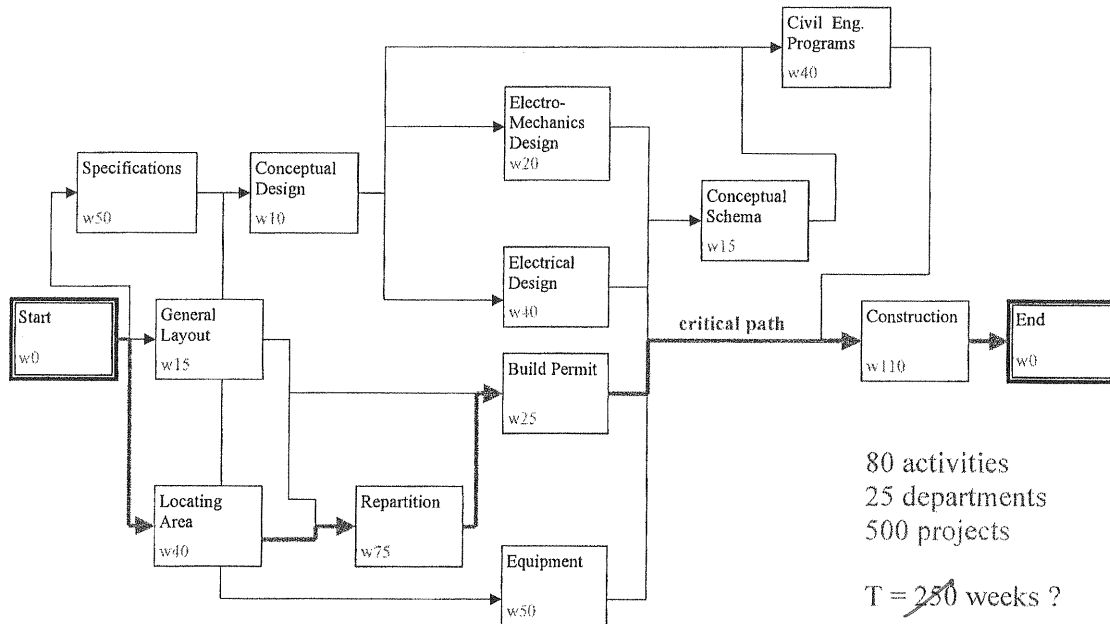 Civil Eng.
Programs
w40
Electro-
Mechanics
Design
w20
Specifications
w50
Conceptual
Design
w10
Conceptual
Schema
w15
Electrical
Design
w40
Start
w0
General
Layout
w15
critical path
Construction
w110
End
w0
Build Permit
w25
Locating
Area
w40
Repartition
w75
Equipment
w50
80 activities
25 departments
500 projects
T = 250 weeks ?